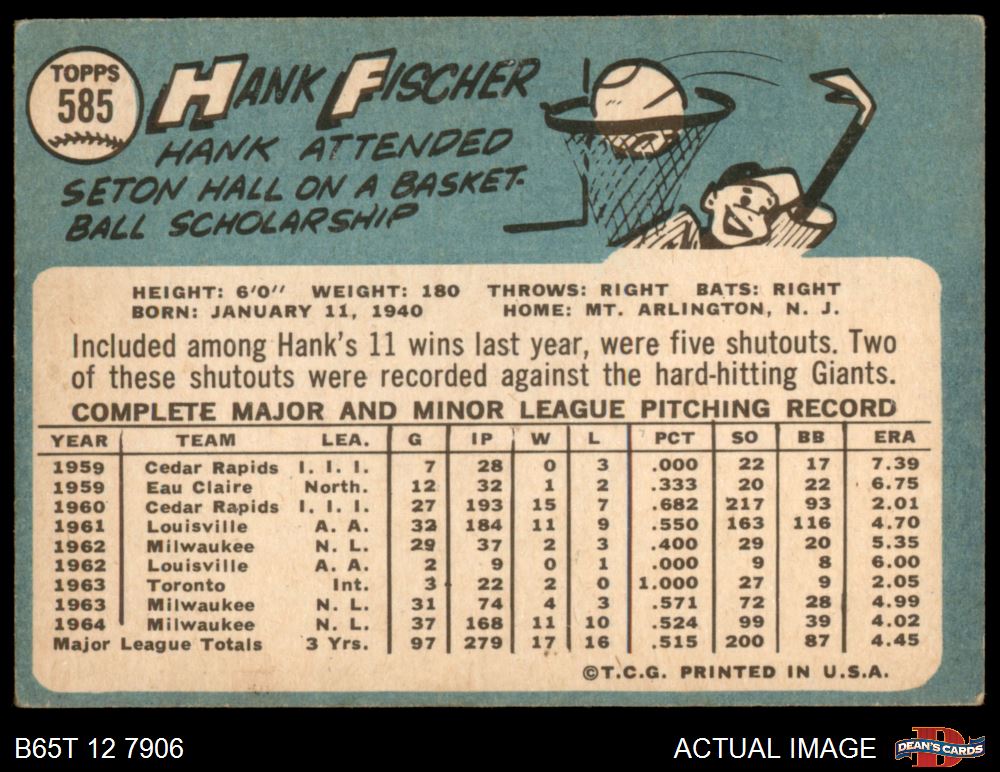 TOPPS
585
HANK FISCHER
HANK ATTENDED
SETON HALL ON A BASKET-
BALL SCHOLARSHIP
HEIGHT: 6'0" WEIGHT: 180 THROWS: RIGHT BATS: RIGHT
BORN: JANUARY 11, 1940 HOME: MT. ARLINGTON, N. J.
Included among Hank's 11 wins last year, were five shutouts. Two
of these shutouts were recorded against the hard-hitting Giants.
COMPLETE MAJOR AND MINOR LEAGUE PITCHING RECORD
YEAR TEAM LEA. G IP W L PCT SO BB ERA
1959 Cedar Rapids I. I. I. 7 28 0 3 .000 22 17 7.39
1959 Eau Claire North. 12 32 1 2 .333 20 22 6.75
1960 Cedar Rapids I. I. I. 27 193 15 7 .682 217 93 2.01
1961 Louisville A. A. 32 184 11 9 .550 163 116 4.70
1962 Milwaukee N. L. 29 37 2 3 .400 29 20 5.35
1962 Louisville A. A. 2 9 0 1 .000 9 8 6.00
1963 Toronto Int. 3 22 2 0 1.000 27 9 2.05
1963 Milwaukee N. L. 31 74 4 3 .571 72 28 4.99
1964 Milwaukee N. L. 37 168 11 10 .524 99 39 4.02
Major League Totals 3 Yrs. 97 279 17 16 .515 200 87 4.45
©T.C.G. PRINTED IN U.S.A.
B65T 12 7906 ACTUAL IMAGE D DEAN'S CARDS